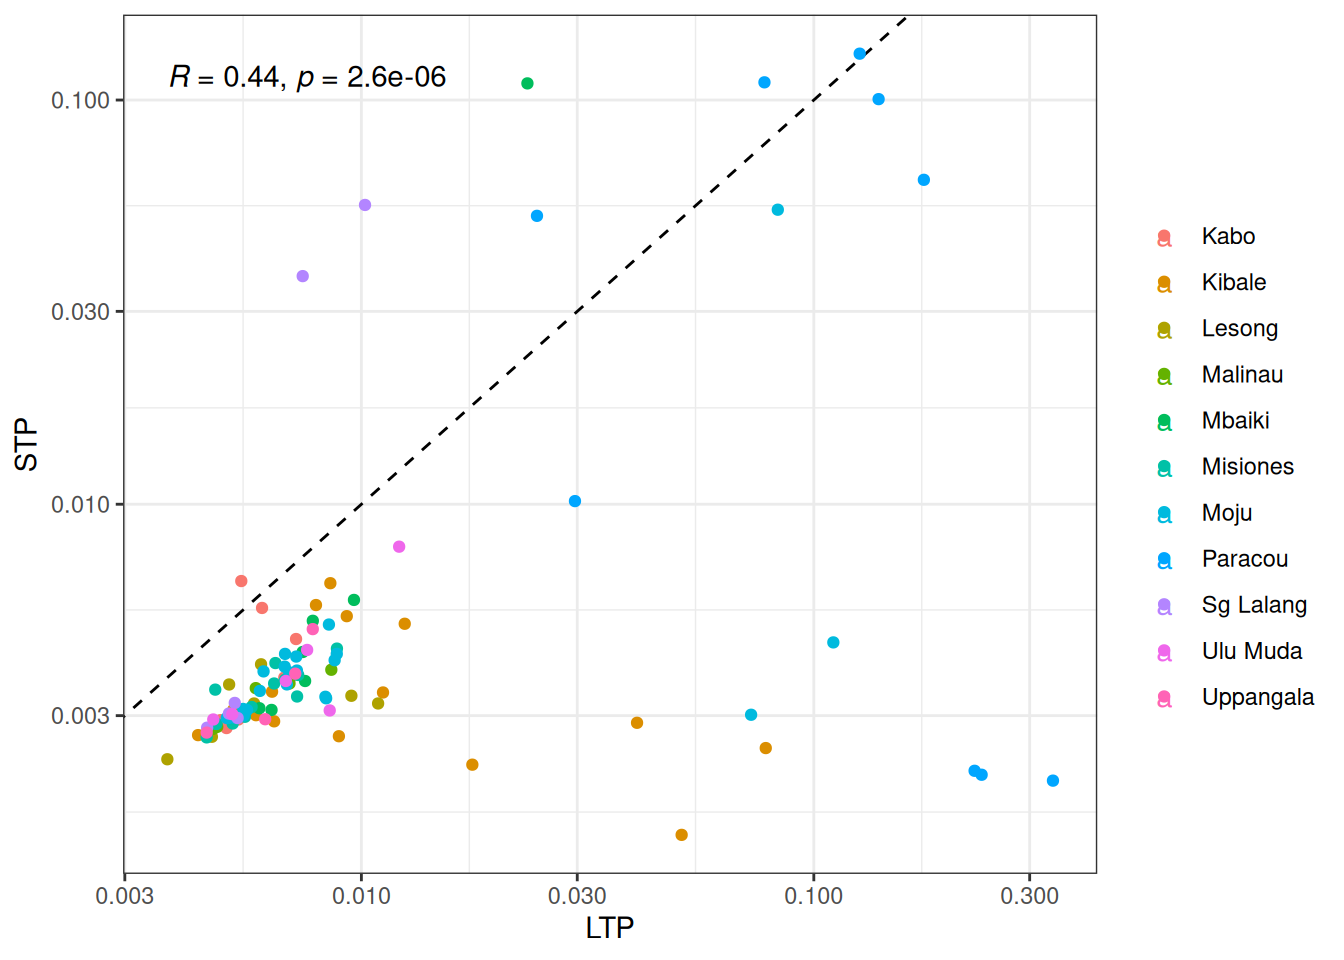 R = 0.44, p = 2.6e-06
0.100
0.030
0.010
0.003
STP
0.003 0.010 0.030 0.100 0.300
LTP
a Kabo
a Kibale
a Lesong
a Malinau
a Mbaiki
a Misiones
a Moju
a Paracou
a Sg Lalang
a Ulu Muda
a Uppangala